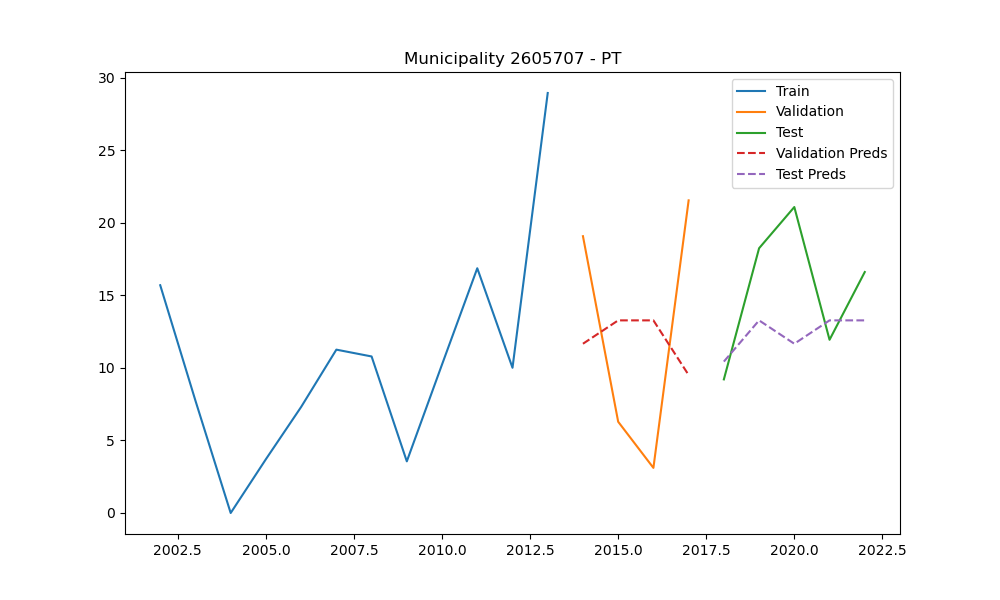 Municipality 2605707 - PT
30
25
20
15
10
5
0
Train
Validation
Test
Validation Preds
Test Preds
2002.5 2005.0 2007.5 2010.0 2012.5 2015.0 2017.5 2020.0 2022.5